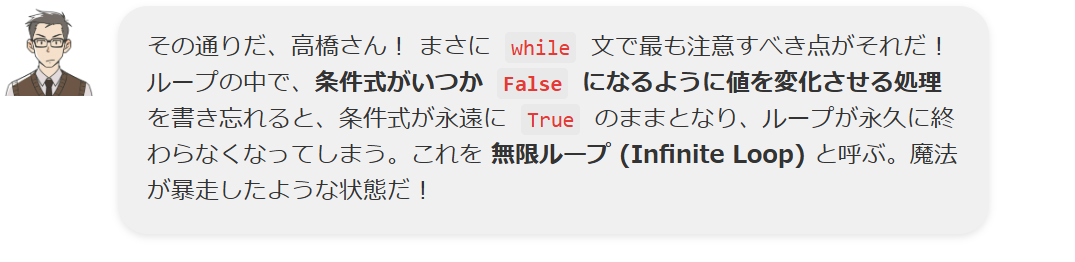 その通りだ、高橋さん！ まさに while 文で最も注意すべき点がそれだ！
ループの中で、条件式がいつか False になるように値を変化させる処理
を書き忘れると、条件式が永遠に True のままとなり、ループが永久に終
わらなくなってしまう。これを 無限ループ (Infinite Loop) と呼ぶ。魔法
が暴走したような状態だ！